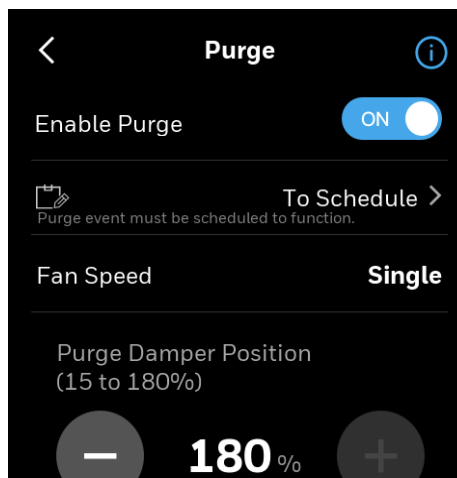 Purge
Enable Purge
ON
To Schedule
Purge event must be scheduled to function.
Fan Speed
Single
Purge Damper Position
(15 to 180%)
180 %